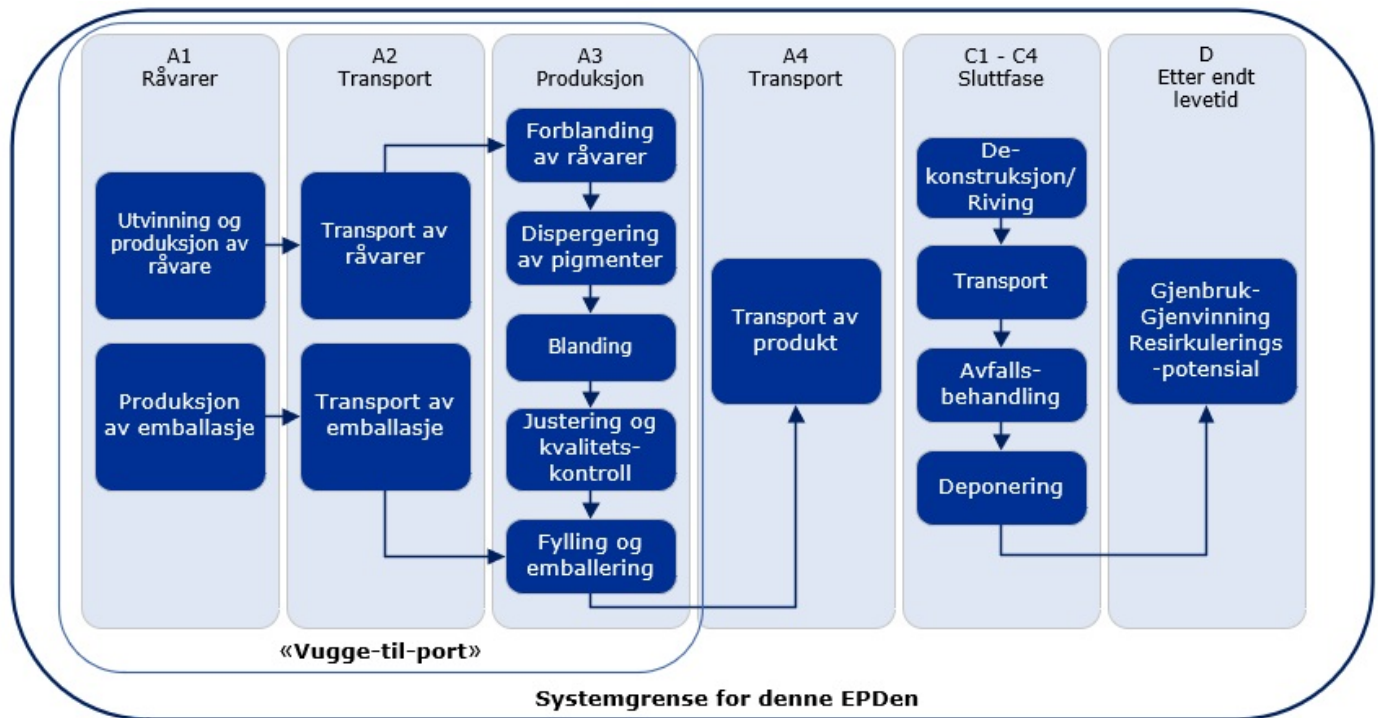 A1
Råvarer
A2
Transport
A3
Produksjon
A4
Transport
C1 - C4
Sluttfase
D
Etter endt
levetid
Utvinning og
produksjon av
råvare
Produksjon
av emballasje
Transport av
råvarer
Transport av
emballasje
Forblanding
av råvarer
Dispergering
av pigmenter
Blanding
Justering og
kvalitets-
kontroll
Fylling og
emballering
Transport av
produkt
De-
konstruksjon/
Riving
Transport
Avfalls-
behandling
Deponering
Gjenbruk-
Gjenvinning
Resirkulerings
-potensial
«Vugge-til-port»
Systemgrense for denne EPDen